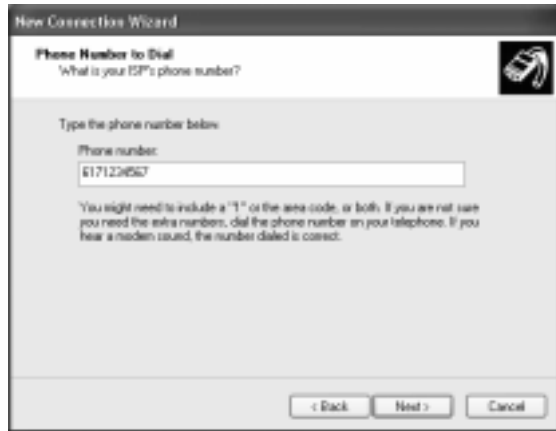 New Connection Wizard
Phone Number to Dial
What is your ISP's phone number?
Type the phone number below.
Phone number:
6171234567
You might need to include a "1" or the area code, or both. If you are not sure
you need the extra numbers, dial the phone number on your telephone. If you
hear a modem sound, the number dialed is correct.
< Back
Next >
Cancel